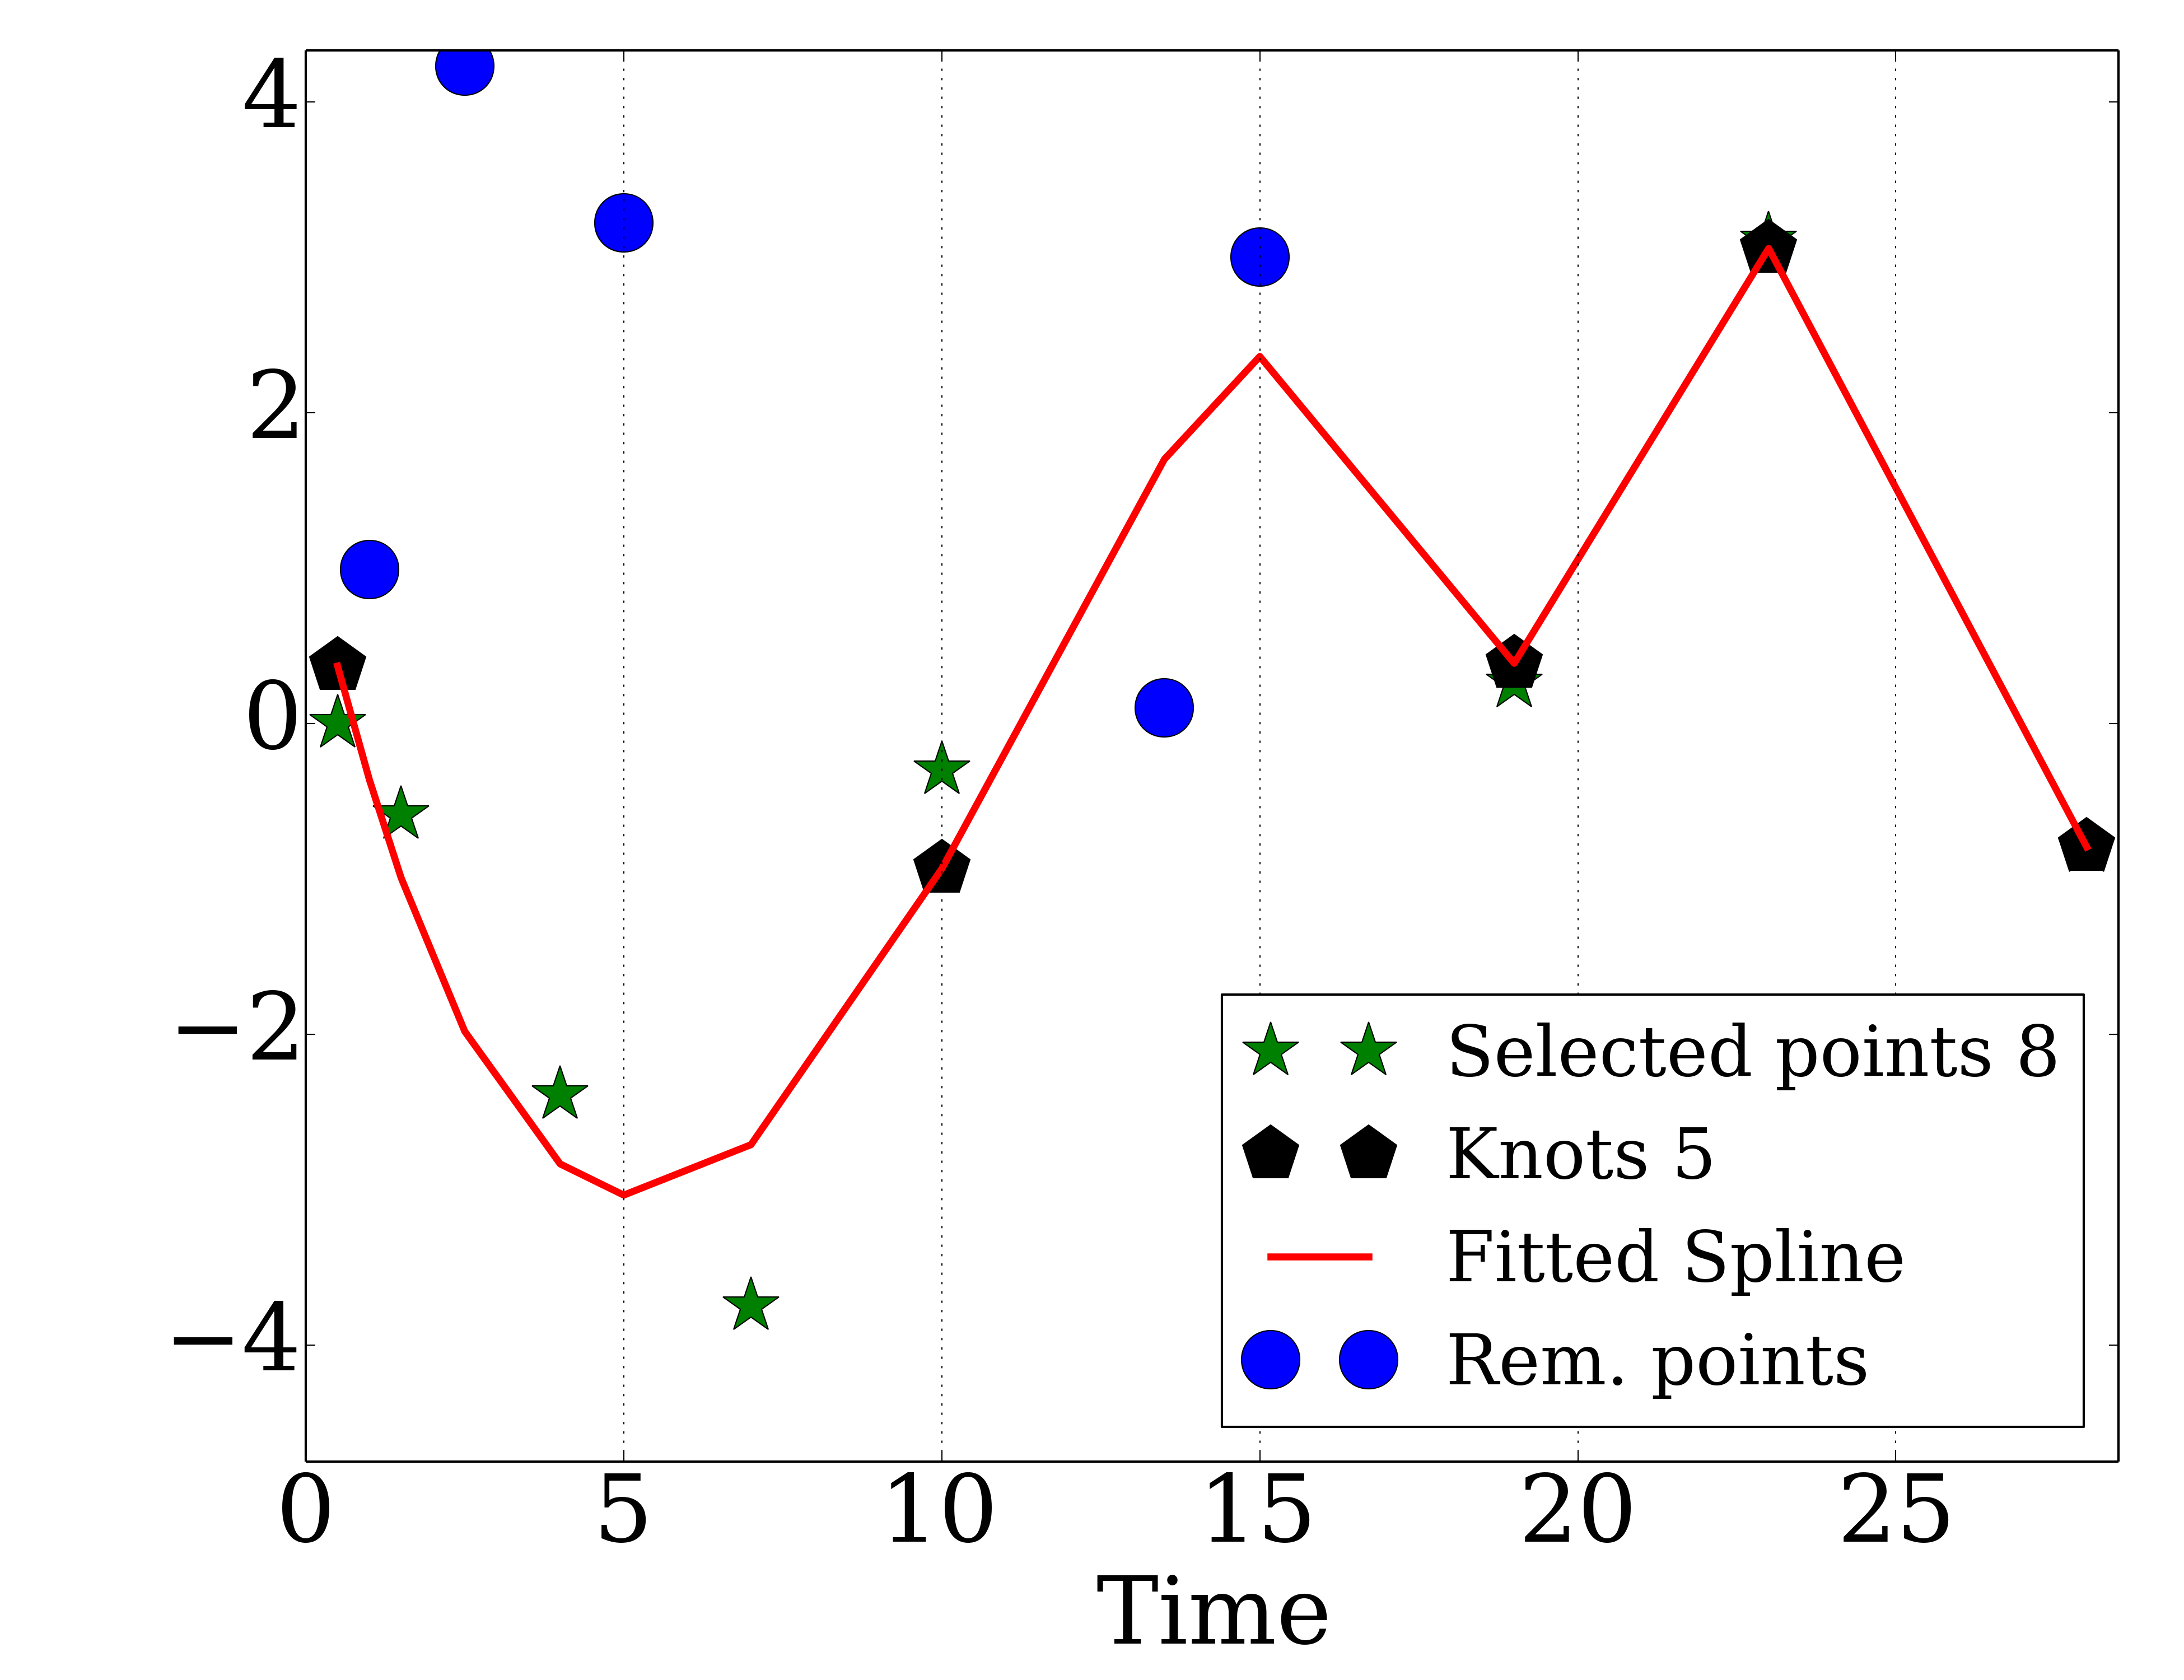 4
2
0
−2
−4
0 5 10 15 20 25
Time
Selected points 8
Knots 5
Fitted Spline
Rem. points